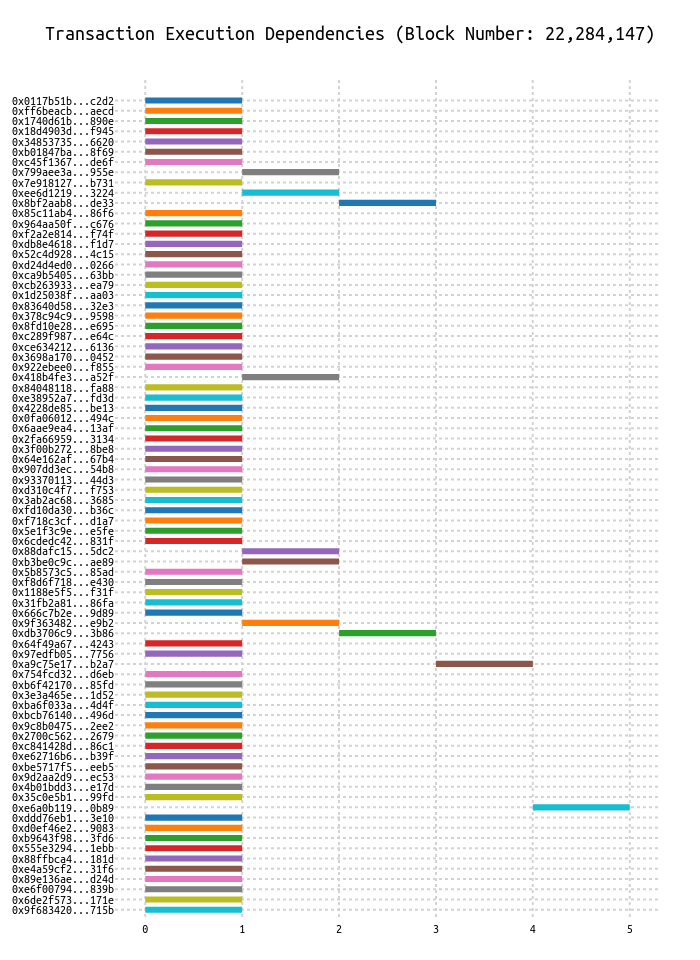 Transaction Execution Dependencies (Block Number: 22,284,147)
0x0117b51b...c2d2
0xff6beacb...aecd
0x1740d61b...890e
0x18d4903d...f945
0x34853735...6620
0xb01847ba...8f69
0xc45f1367...de6f
0x799aee3a...955e
0x7e918127...b731
0xee6d1219...3224
0x8bf2aab8...de33
0x85c11ab4...86f6
0x964aa50f...c676
0xf2a2e814...f74f
0xdb8e4618...f1d7
0x52c4d928...4c15
0xd24d4ed0...0266
0xca9b5405...63bb
0xcb263933...ea79
0x1d25038f...aa03
0x83640d58...32e3
0x378c94c9...9598
0x8fd10e28...e695
0xc289f987...e64c
0xce634212...6136
0x3698a170...0452
0x922ebee0...f855
0x418b4fe3...a52f
0x84048118...fa88
0xe38952a7...fd3d
0x4228de85...be13
0x0fa06012...494c
0x6aae9ea4...13af
0x2fa66959...3134
0x3f00b272...8be8
0x64e162af...67b4
0x907dd3ec...54b8
0x93370113...44d3
0xd310c4f7...f753
0x3ab2ac68...3685
0xfd10da30...b36c
0xf718c3cf...d1a7
0x5e1f3c9e...e5fe
0x6cdedc42...831f
0x88dafc15...5dc2
0xb3be0c9c...ae89
0x5b8573c5...85ad
0xf8d6f718...e430
0x1188e5f5...f31f
0x31fb2a81...86fa
0x666c7b2e...9d89
0x9f363482...e9b2
0xdb3706c9...3b86
0x64f49a67...4243
0x97edfb05...7756
0xa9c75e17...b2a7
0x754fcd32...d6eb
0xb6f42170...85fd
0x3e3a465e...1d52
0xba6f033a...4d4f
0xbcb76140...496d
0x9c8b0475...2ee2
0x2700c562...2679
0xc841428d...86c1
0xe62716b6...b39f
0xbe5717f5...eeb5
0x9d2aa2d9...ec53
0x4b01bdd3...e17d
0x35c0e5b1...99fd
0xe6a0b119...0b89
0xddd76eb1...3e10
0xd0ef46e2...9083
0xb9643f98...3fd6
0x555e3294...1ebb
0x88ffbca4...181d
0xe4a59cf2...31f6
0x89e136ae...d24d
0xe6f00794...839b
0x6de2f573...171e
0x9f683420...715b
0 1 2 3 4 5